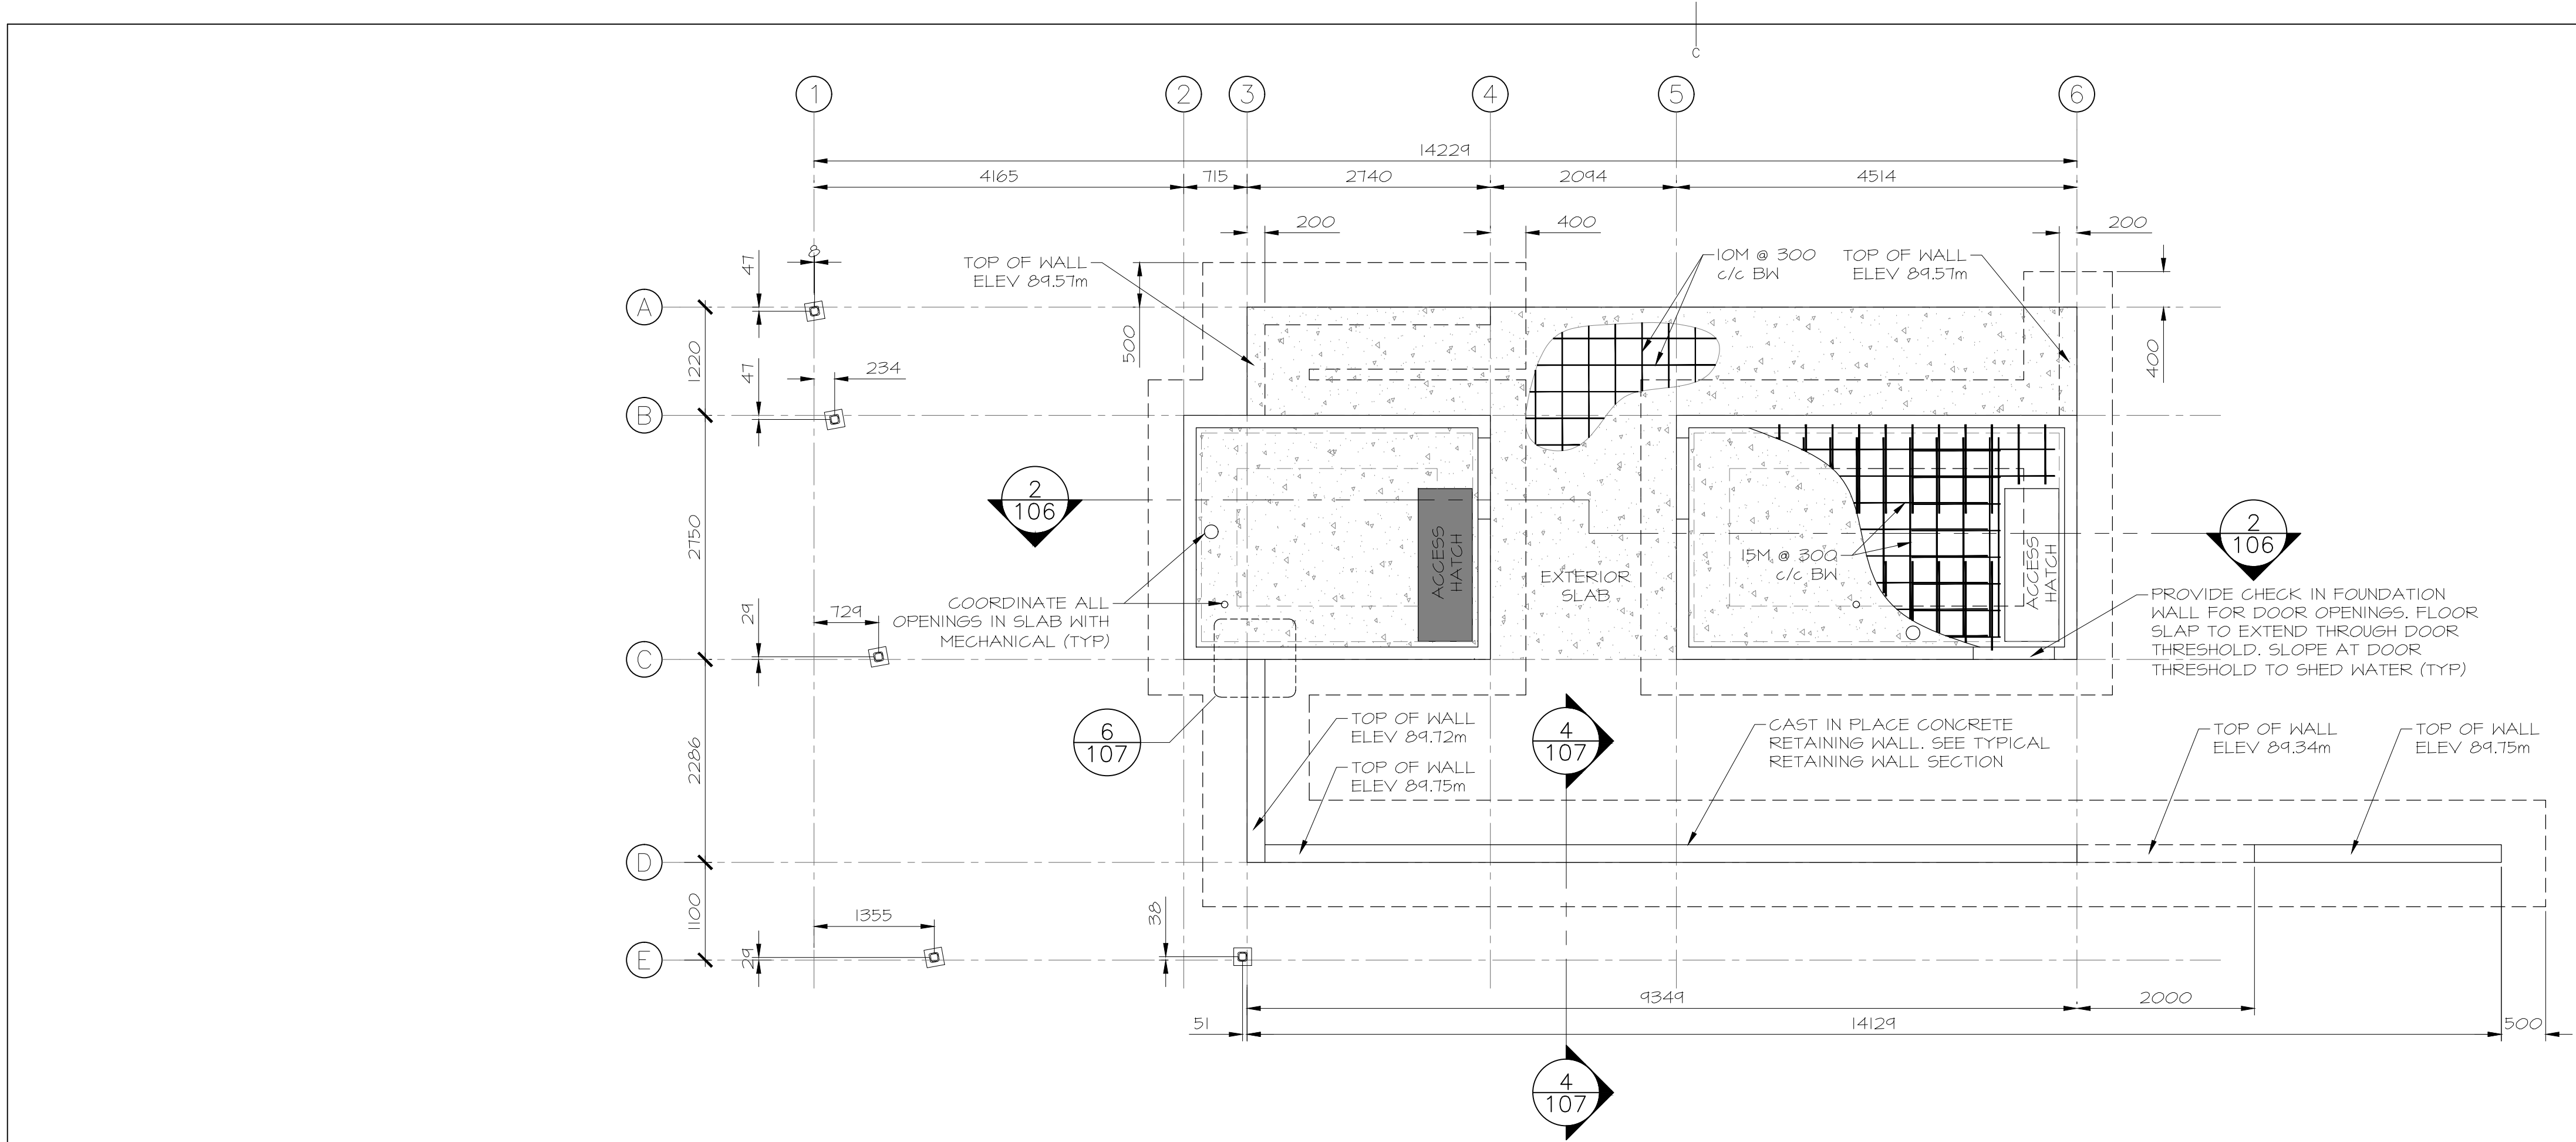 C
1
2
3
4
5
6
14229
4165
715
2740
2094
4514
200
400
200
47
8
TOP OF WALL
ELEV 89.57m
10M @ 300
c/c BW
TOP OF WALL
ELEV 89.57m
A
500
400
1220
47
234
B
2
106
2750
ACCESS
HATCH
15M @ 300
c/c BW
EXTERIOR
SLAB
ACCESS
HATCH
2
106
COORDINATE ALL
OPENINGS IN SLAB WITH
MECHANICAL (TYP)
PROVIDE CHECK IN FOUNDATION
WALL FOR DOOR OPENINGS. FLOOR
SLAP TO EXTEND THROUGH DOOR
THRESHOLD. SLOPE AT DOOR
THRESHOLD TO SHED WATER (TYP)
29
729
C
6
107
TOP OF WALL
ELEV 89.72m
TOP OF WALL
ELEV 89.75m
4
107
CAST IN PLACE CONCRETE
RETAINING WALL. SEE TYPICAL
RETAINING WALL SECTION
TOP OF WALL
ELEV 89.34m
TOP OF WALL
ELEV 89.75m
2286
D
1100
1355
38
29
E
9349
2000
51
14129
500
4
107